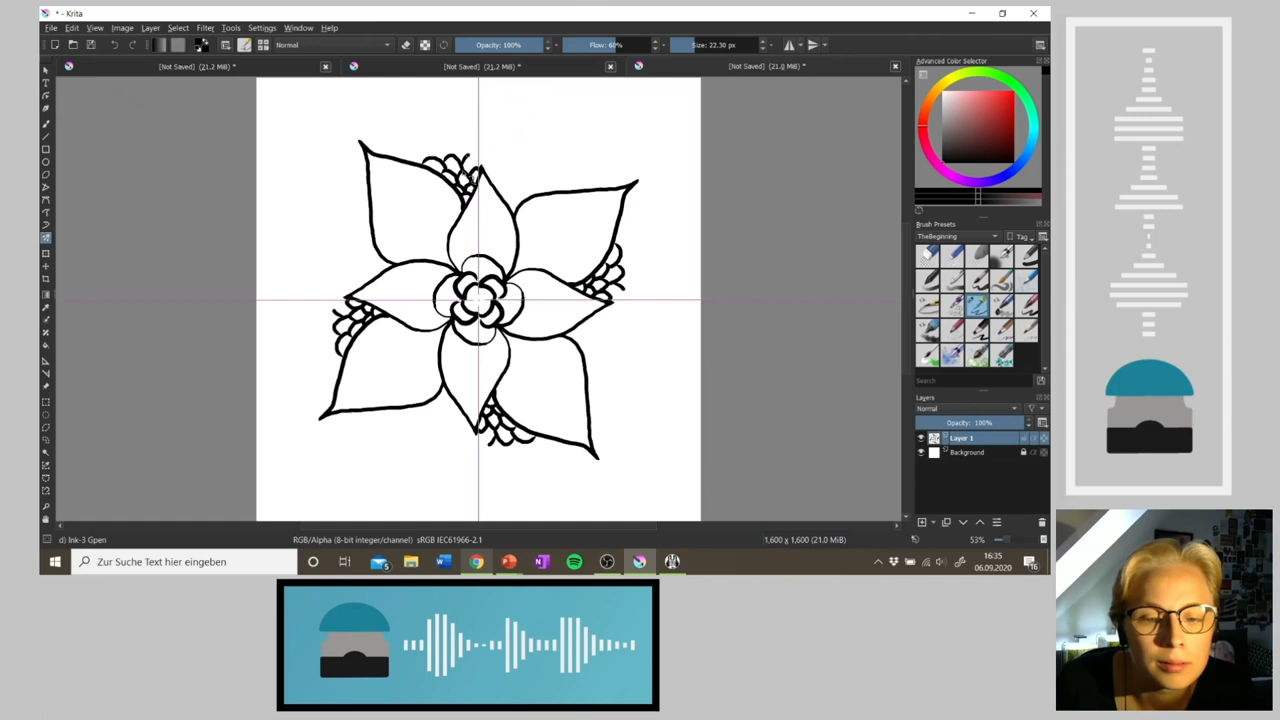 * - Krita
File Edit View Image Layer Select Filter Tools Settings Window Help
Normal Opacity: 100% Flow: 60% Size: 22.30 px
[Not Saved] (21.2 MiB) * [Not Saved] (21.2 MiB) * [Not Saved] (21.0 MiB) *
Advanced Color Selector
Brush Presets
TheBeginning Tag
Search
Layers
Normal
Opacity: 100%
Layer 1
Background
d) Ink-3 Gpen RGB/Alpha (8-bit integer/channel) sRGB IEC61966-2.1 1,600 x 1,600 (21.0 MiB) 53%
Zur Suche Text hier eingeben
5
16:35
06.09.2020
16